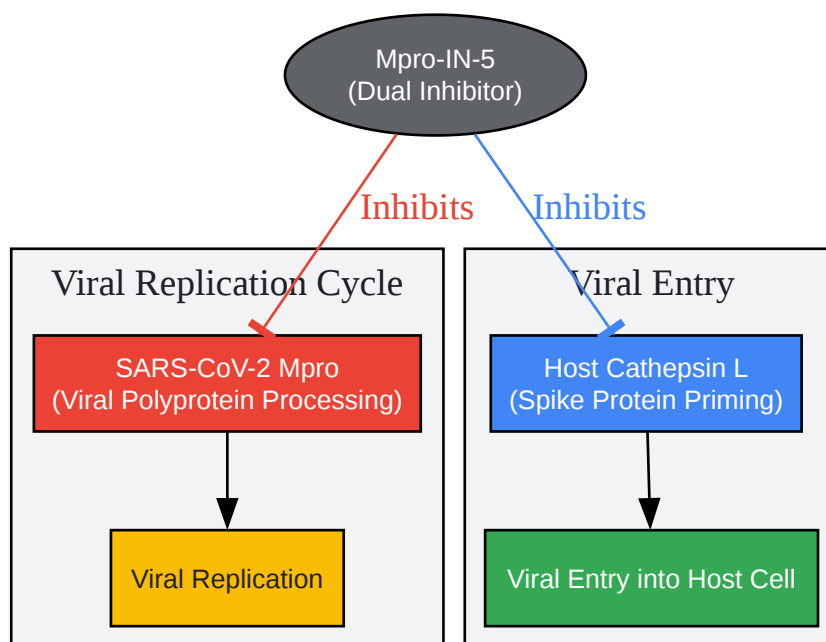 Mpro-IN-5
(Dual Inhibitor)
Inhibits
Inhibits
Viral Replication Cycle
Viral Entry
SARS-CoV-2 Mpro
(Viral Polyprotein Processing)
Host Cathepsin L
(Spike Protein Priming)
Viral Replication
Viral Entry into Host Cell